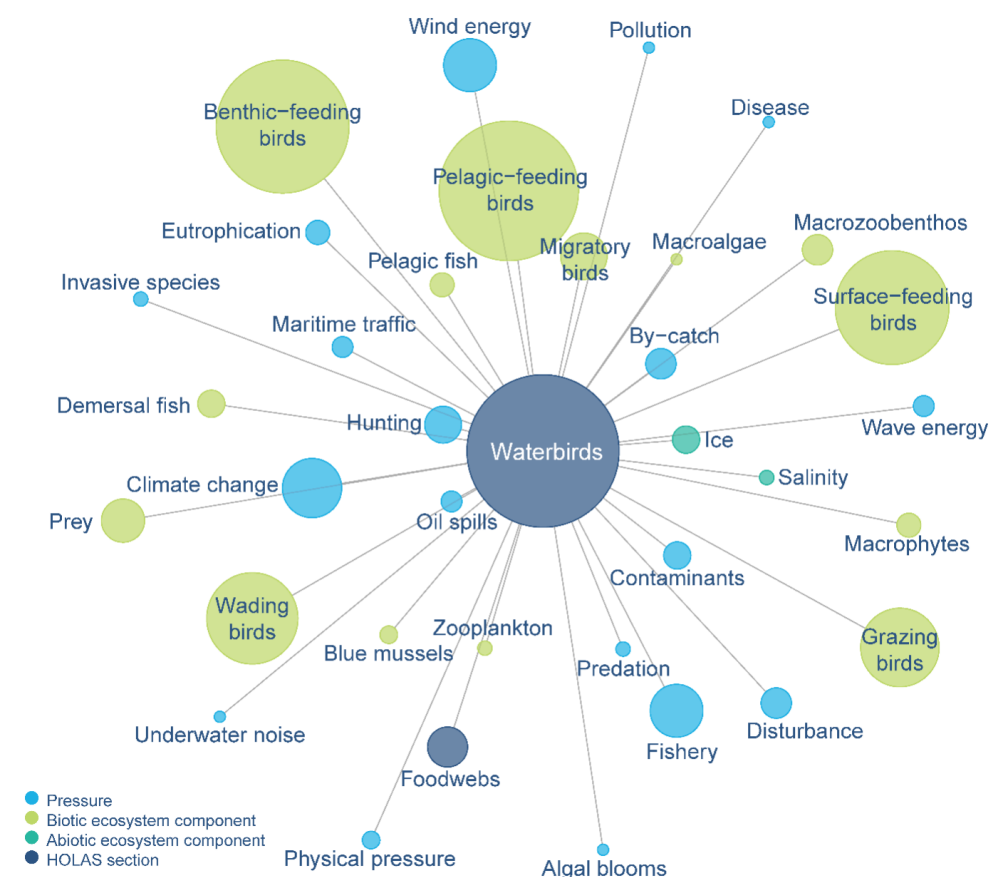 Wind energy
Pollution
Benthic−feeding
birds
Disease
Pelagic−feeding
birds
Eutrophication
Migratory
birds
Macroalgae
Macrozoobenthos
Pelagic fish
Invasive species
Surface−feeding
birds
Maritime traffic
By−catch
Demersal fish
Hunting
Wave energy
Ice
Waterbirds
Climate change
Salinity
Prey
Oil spills
Macrophytes
Contaminants
Wading
birds
Zooplankton
Blue mussels
Grazing
birds
Predation
Underwater noise
Disturbance
Fishery
Foodwebs
Physical pressure
Algal blooms
Pressure
Biotic ecosystem component
Abiotic ecosystem component
HOLAS section